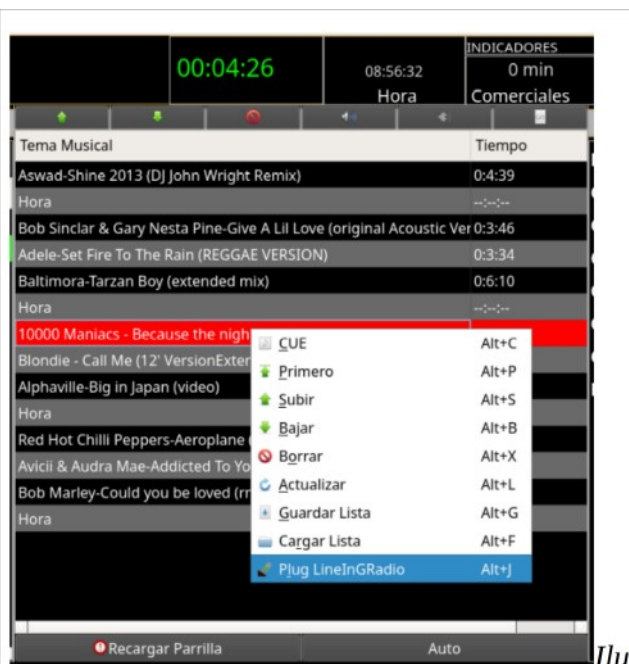 INDICADORES
00:04:26
08:56:32
0 min
Hora
Comerciales
Tema Musical Tiempo
Aswad-Shine 2013 (DJ John Wright Remix) 0:4:39
Hora --:--:--
Bob Sinclar & Gary Nesta Pine-Give A Lil Love (original Acoustic Ver 0:3:46
Adele-Set Fire To The Rain (REGGAE VERSION) 0:3:34
Baltimora-Tarzan Boy (extended mix) 0:6:10
Hora --:--:--
10000 Maniacs - Because the nigh
CUE Alt+C
Blondie - Call Me (12' VersionExter
Primero Alt+P
Alphaville-Big in Japan (video)
Subir Alt+S
Hora
Bajar Alt+B
Red Hot Chilli Peppers-Aeroplane
Borrar Alt+X
Avicii & Audra Mae-Addicted To Yo
Actualizar Alt+L
Bob Marley-Could you be loved (rr
Guardar Lista Alt+G
Hora
Cargar Lista Alt+F
Plug LineInGRadio Alt+J
Recargar Parrilla Auto
Ilu